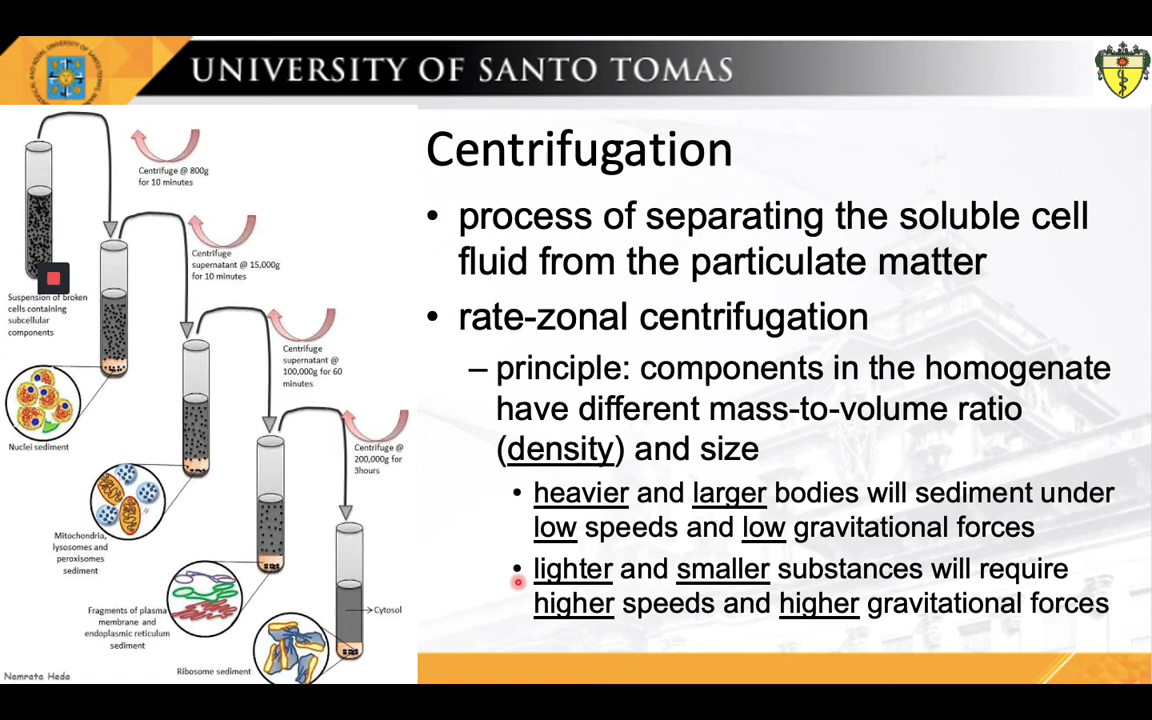 UNIVERSITY OF SANTO TOMAS
Centrifuge @ 800g
for 10 minutes
Centrifuge
supernatant @ 15,000g
for 10 minutes
Suspension of broken
cells containing
subcellular
components
Centrifuge
supernatant @
100,000g for 60
minutes
Nuclei sediment
Centrifuge @
200,000g for
3hours
Mitochondria,
lysosomes and
peroxisomes
sediment
Fragments of plasma
membrane and
endoplasmic reticulum
sediment
Cytosol
Ribosome sediment
Namrata Heda
Centrifugation
• process of separating the soluble cell
fluid from the particulate matter
• rate-zonal centrifugation
– principle: components in the homogenate
have different mass-to-volume ratio
(density) and size
• heavier and larger bodies will sediment under
low speeds and low gravitational forces
• lighter and smaller substances will require
higher speeds and higher gravitational forces